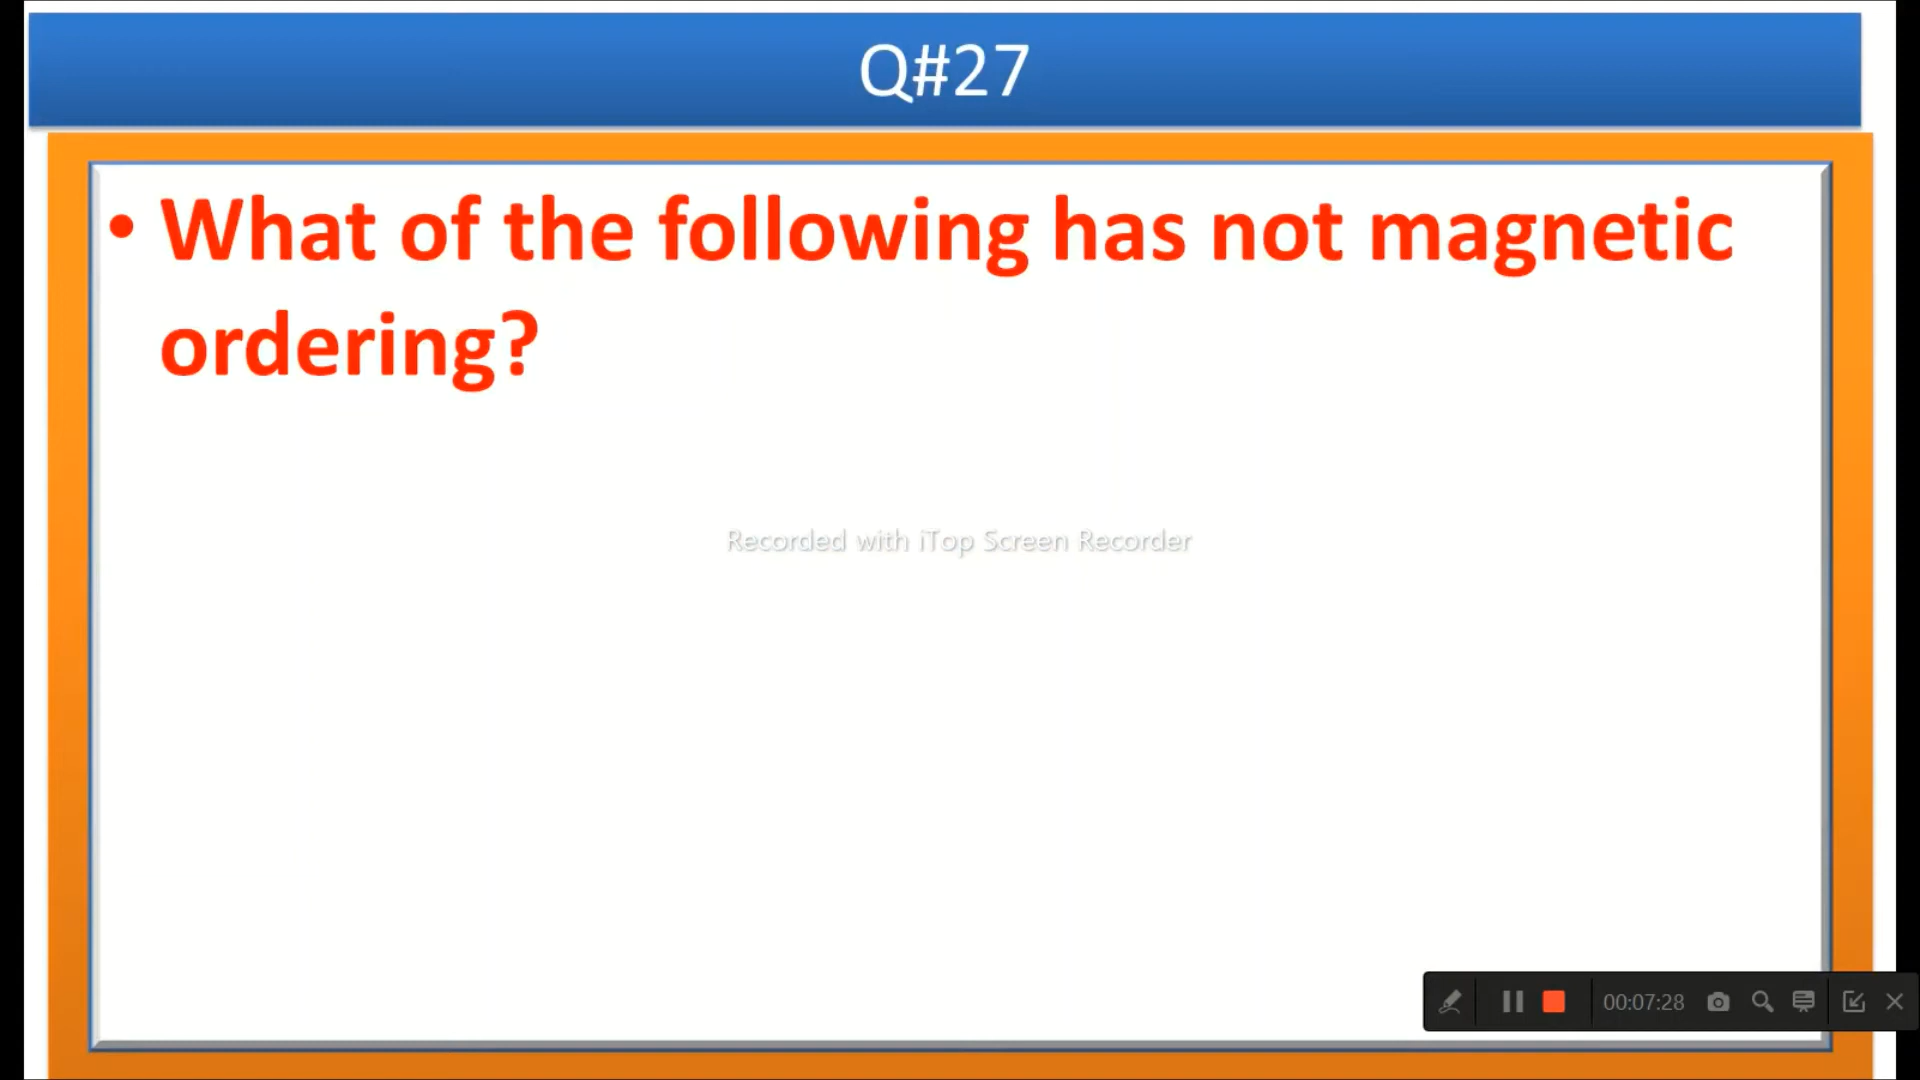 Q#27
• What of the following has not magnetic
ordering?
Recorded with iTop Screen Recorder
00:07:28